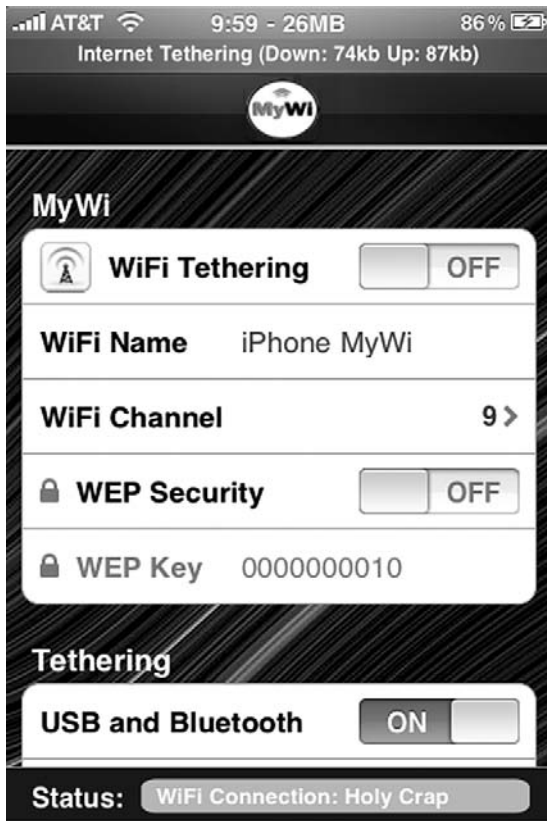 AT&T 9:59 - 26MB 86%
Internet Tethering (Down: 74kb Up: 87kb)
MyWi
MyWi
WiFi Tethering OFF
WiFi Name iPhone MyWi
WiFi Channel 9
WEP Security OFF
WEP Key 0000000010
Tethering
USB and Bluetooth ON
Status: WiFi Connection: Holy Crap